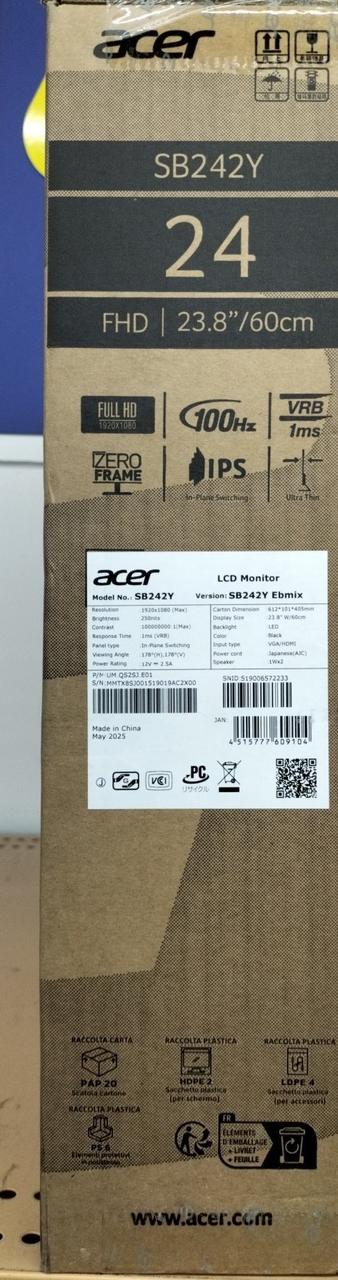 acer
SB242Y
24
FHD | 23.8"/60cm
FULL HD
1920X1080
100Hz
VRB
1ms
ZERO
FRAME
IPS
In-Plane Switching
Ultra Thin
acer
LCD Monitor
Model No.: SB242Y
Version: SB242Y Ebmix
Resolution 1920x1080 (Max)
Brightness 250nits
Contrast 100000000:1(Max)
Response Time 1ms (VRB)
Panel type In-Plane Switching
Viewing Angle 178°(H),178°(V)
Power Rating 12V = 2.5A
Carton Dimension 612*101*405mm
Display Size 23.8" W/60cm
Backlight LED
Color Black
Input type VGA/HDMI
Power cord Japanese(AIC)
Speaker 1Wx2
P/N:UM.QS2SJ.E01
S/N:MMTX8SJ001519019AC2X00
SNID:519006572233
JAN:
4 515777 609104
Made in China
May 2025
PC
リサイクル
RACCOLTA CARTA
PAP 20
Scatola cartone
RACCOLTA PLASTICA
HDPE 2
Sacchetto plastica
(per schermo)
RACCOLTA PLASTICA
LDPE 4
Sacchetto plastica
(per accessori)
RACCOLTA PLASTICA
PS 6
Elementi protettivi
in polistirolo
FR
ÉLÉMENTS
D'EMBALLAGE
+ LIVRET
+ FEUILLE
www.acer.com